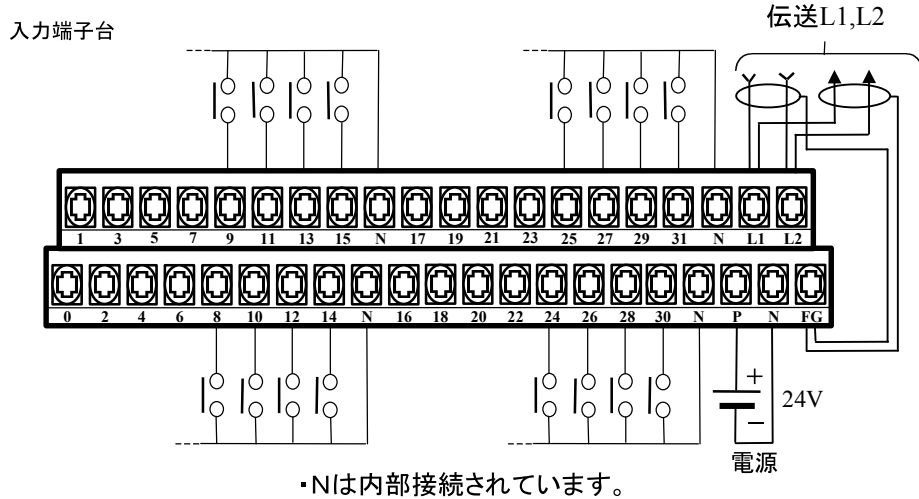 伝送L1,L2
入力端子台
1 3 5 7 9 11 13 15 N 17 19 21 23 25 27 29 31 N L1 L2
0 2 4 6 8 10 12 14 N 16 18 20 22 24 26 28 30 N P N FG
+
24V
−
電源
・Nは内部接続されています。